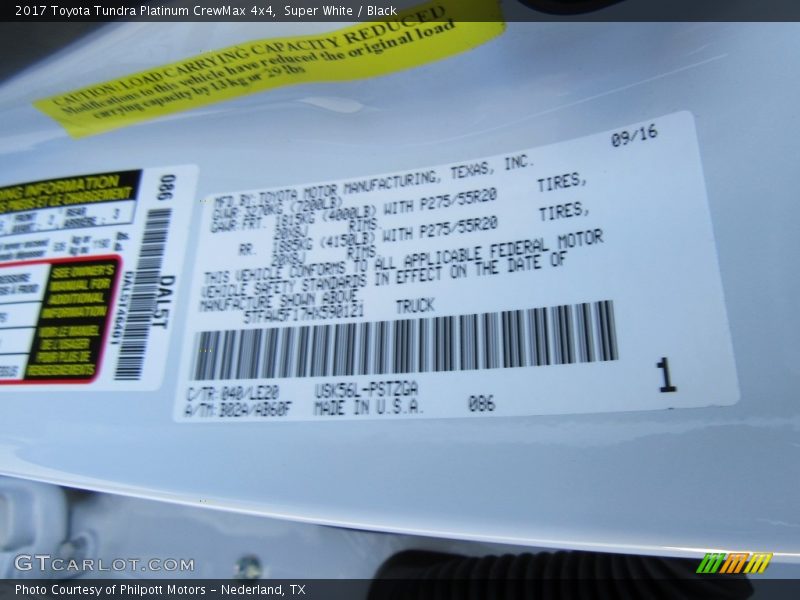 2017 Toyota Tundra Platinum CrewMax 4x4, Super White / Black
CAUTION: LOAD CARRYING CAPACITY REDUCED
Modifications to this vehicle have reduced the original load
carrying capacity by 13 kg or 29 lbs
09/16
MFD BY: TOYOTA MOTOR MANUFACTURING, TEXAS, INC.
GVWR 3270KG (7200LB)
GAWR: FRT. 1815KG (4000LB) WITH P275/55R20 TIRES,
RIMS,
RR. 1885KG (4150LB) WITH P275/55R20 TIRES,
RIMS,
THIS VEHICLE CONFORMS TO ALL APPLICABLE FEDERAL MOTOR
VEHICLE SAFETY STANDARDS IN EFFECT ON THE DATE OF
MANUFACTURE SHOWN ABOVE.
5TFAW5F17HX590121 TRUCK
C/TR: 040/LE20 USK56L-PSTZGA
A/TM: B02A/AB60F MADE IN U.S.A. 086
1
INFORMATION
086
DAL5T
SEE OWNER'S
MANUAL FOR
ADDITIONAL
INFORMATION
GTCARLOT.COM
Photo Courtesy of Philpott Motors - Nederland, TX